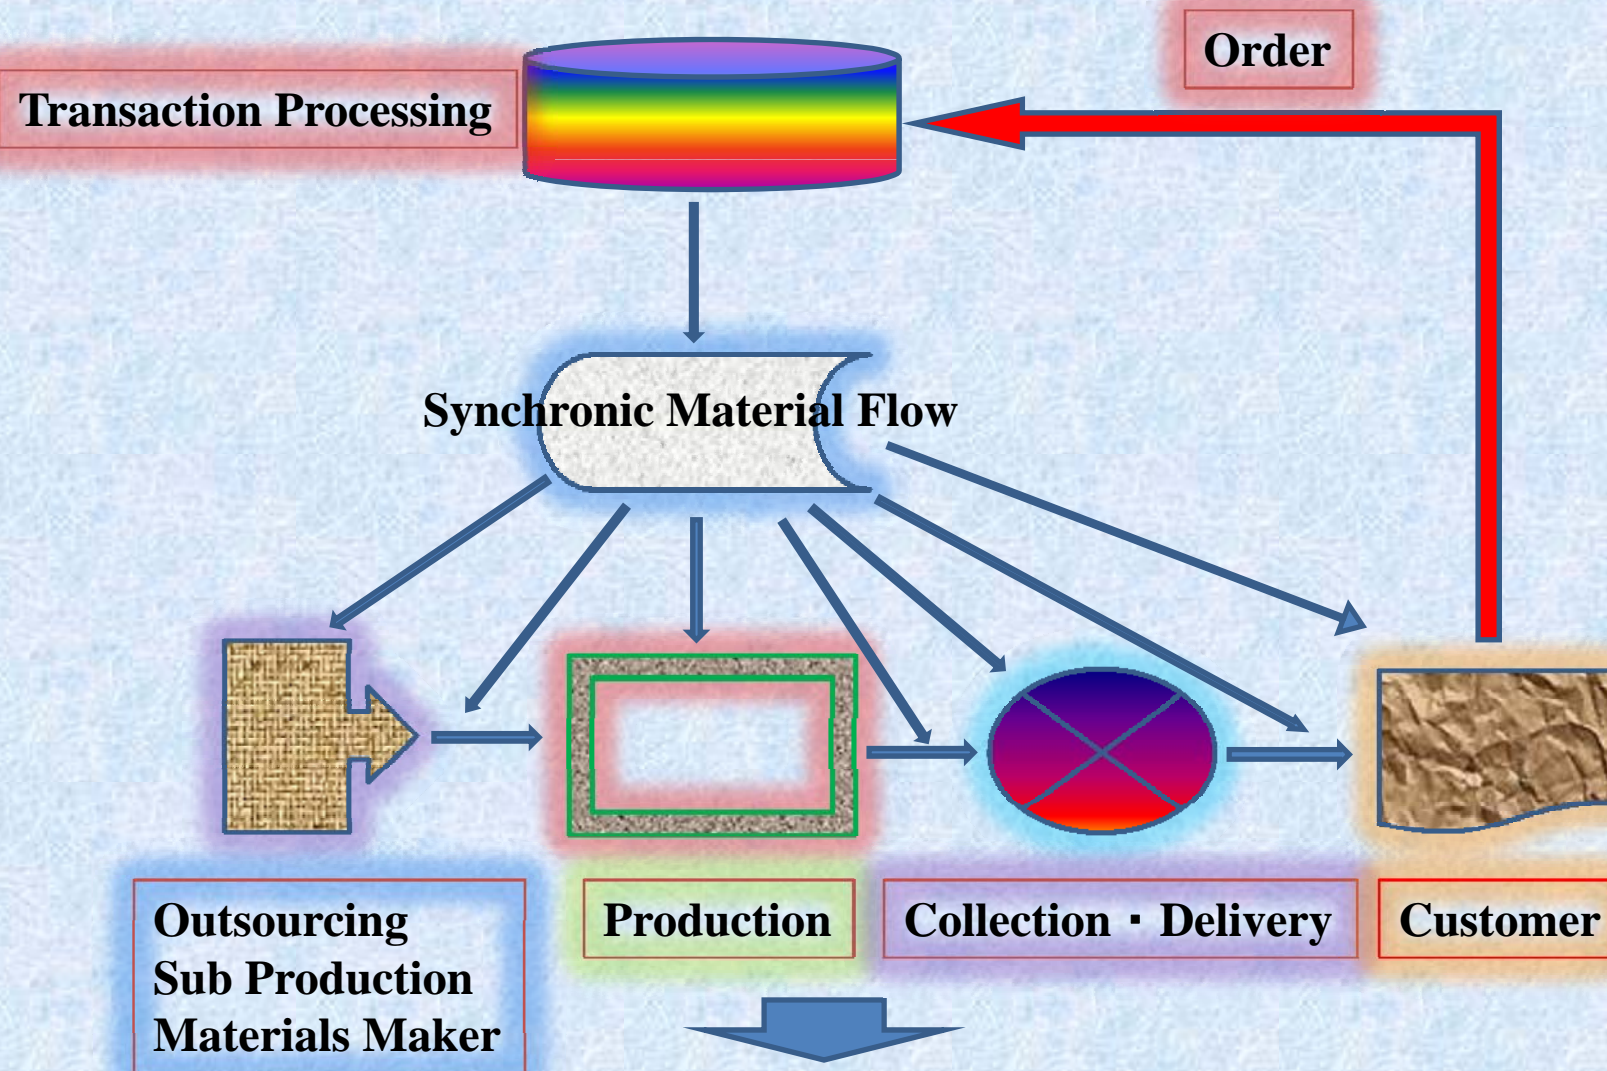 Order
Transaction Processing
Synchronic Material Flow
Outsourcing
Sub Production
Materials Maker
Production
Collection・Delivery
Customer